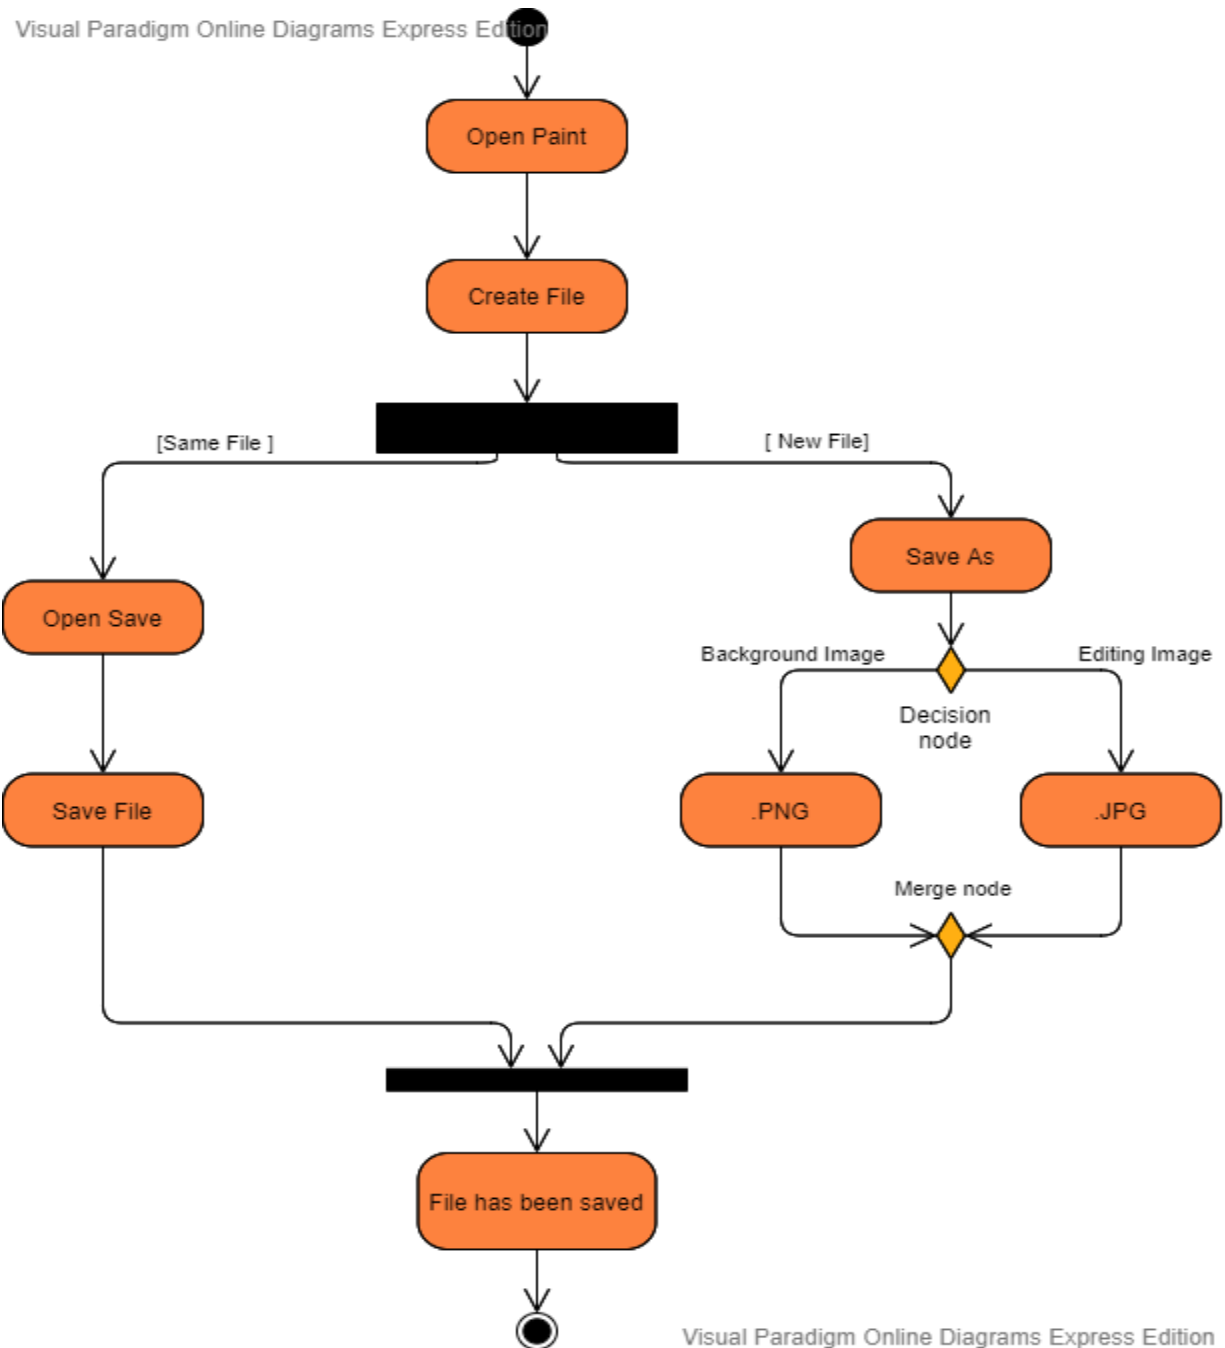 Visual Paradigm Online Diagrams Express Edition
Open Paint
Create File
[Same File ]
[ New File]
Save As
Open Save
Background Image
Editing Image
Decision
node
Save File
.PNG
.JPG
Merge node
File has been saved
Visual Paradigm Online Diagrams Express Edition